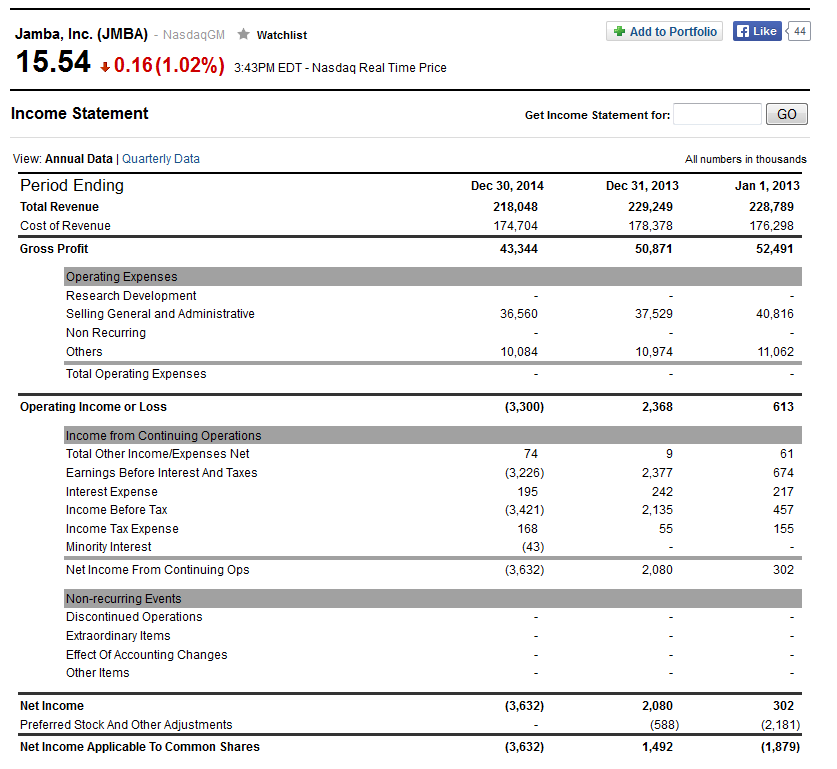 Jamba, Inc. (JMBA) - NasdaqGM Watchlist Add to Portfolio Like 44
15.54 0.16(1.02%) 3:43PM EDT - Nasdaq Real Time Price
Income Statement Get Income Statement for: GO
View: Annual Data | Quarterly Data All numbers in thousands
Period Ending Dec 30, 2014 Dec 31, 2013 Jan 1, 2013
Total Revenue 218,048 229,249 228,789
Cost of Revenue 174,704 178,378 176,298
Gross Profit 43,344 50,871 52,491
Operating Expenses
Research Development - - -
Selling General and Administrative 36,560 37,529 40,816
Non Recurring - - -
Others 10,084 10,974 11,062
Total Operating Expenses - - -
Operating Income or Loss (3,300) 2,368 613
Income from Continuing Operations
Total Other Income/Expenses Net 74 9 61
Earnings Before Interest And Taxes (3,226) 2,377 674
Interest Expense 195 242 217
Income Before Tax (3,421) 2,135 457
Income Tax Expense 168 55 155
Minority Interest (43) - -
Net Income From Continuing Ops (3,632) 2,080 302
Non-recurring Events
Discontinued Operations - - -
Extraordinary Items - - -
Effect Of Accounting Changes - - -
Other Items - - -
Net Income (3,632) 2,080 302
Preferred Stock And Other Adjustments - (588) (2,181)
Net Income Applicable To Common Shares (3,632) 1,492 (1,879)